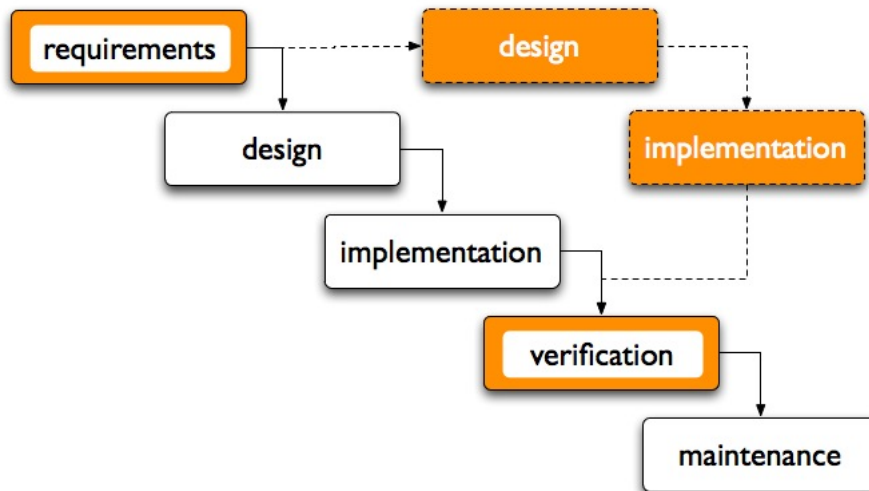 requirements
design
design
implementation
implementation
verification
maintenance